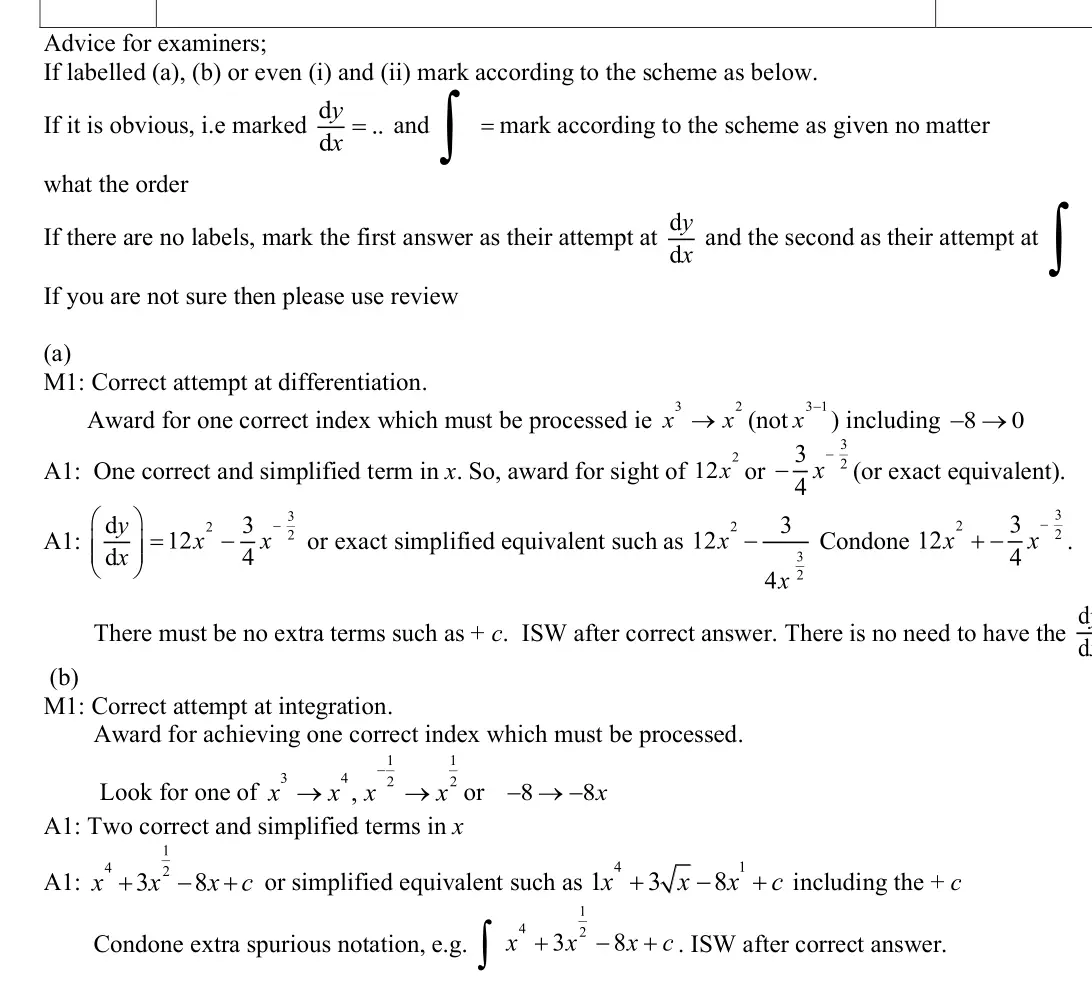 Advice for examiners;
If labelled (a), (b) or even (i) and (ii) mark according to the scheme as below.
If it is obvious, i.e marked dy/dx = .. and ∫ = mark according to the scheme as given no matter
what the order
If there are no labels, mark the first answer as their attempt at dy/dx and the second as their attempt at ∫
If you are not sure then please use review
(a)
M1: Correct attempt at differentiation.
Award for one correct index which must be processed ie x^3 → x^2 (not x^(3–1)) including –8 → 0
A1: One correct and simplified term in x. So, award for sight of 12x^2 or −3/4 x^(−3/2) (or exact equivalent).
A1: (dy/dx) = 12x^2 − 3/4 x^(−3/2) or exact simplified equivalent such as 12x^2 − 3/(4x^(3/2)) Condone 12x^2 + −3/4 x^(−3/2).
There must be no extra terms such as + c. ISW after correct answer. There is no need to have the
(b)
M1: Correct attempt at integration.
Award for achieving one correct index which must be processed.
Look for one of x^3 → x^4, x^(−1/2) → x^(1/2) or –8 → –8x
A1: Two correct and simplified terms in x
A1: x^4 + 3x^(1/2) − 8x + c or simplified equivalent such as 1x^4 + 3√x − 8x^1 + c including the + c
Condone extra spurious notation, e.g. ∫ x^4 + 3x^(1/2) − 8x + c. ISW after correct answer.